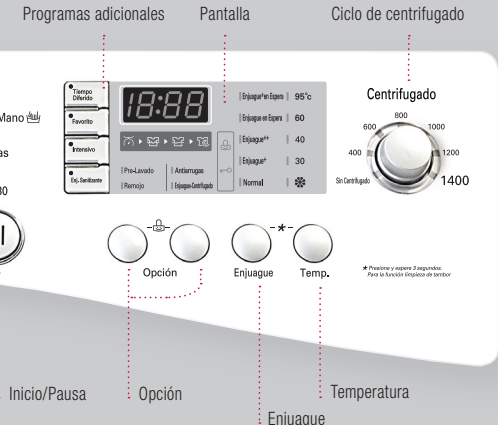 Programas adicionales
Pantalla
Ciclo de centrifugado
Tiempo
Diferido
Favorito
Intensivo
Enj. Sanitizante
18:88
Pre-Lavado
Remojo
Antiarrugas
Enjuague-Centrifugado
Enjuague+en Espera 95°c
Enjuague en Espera 60
Enjuague++ 40
Enjuague+ 30
Normal
Centrifugado
Sin Centrifugado
400
600
800
1000
1200
1400
Mano
as
30
Opción
Enjuague
Temp.
-*-
* Presione y espere 3 segundos.
Para la función limpieza de tambor
Inicio/Pausa
Opción
Enjuague
Temperatura